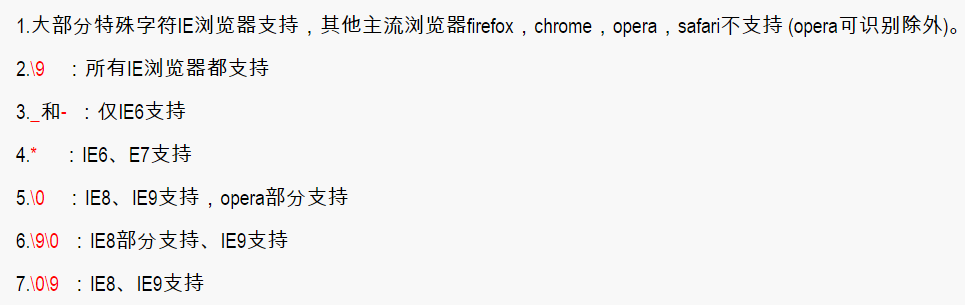 1.大部分特殊字符IE浏览器支持，其他主流浏览器firefox，chrome，opera，safari不支持 (opera可识别除外)。
2.\9 ：所有IE浏览器都支持
3._和- ：仅IE6支持
4.* ：IE6、E7支持
5.\0 ：IE8、IE9支持，opera部分支持
6.\9\0 ：IE8部分支持、IE9支持
7.\0\9 ：IE8、IE9支持